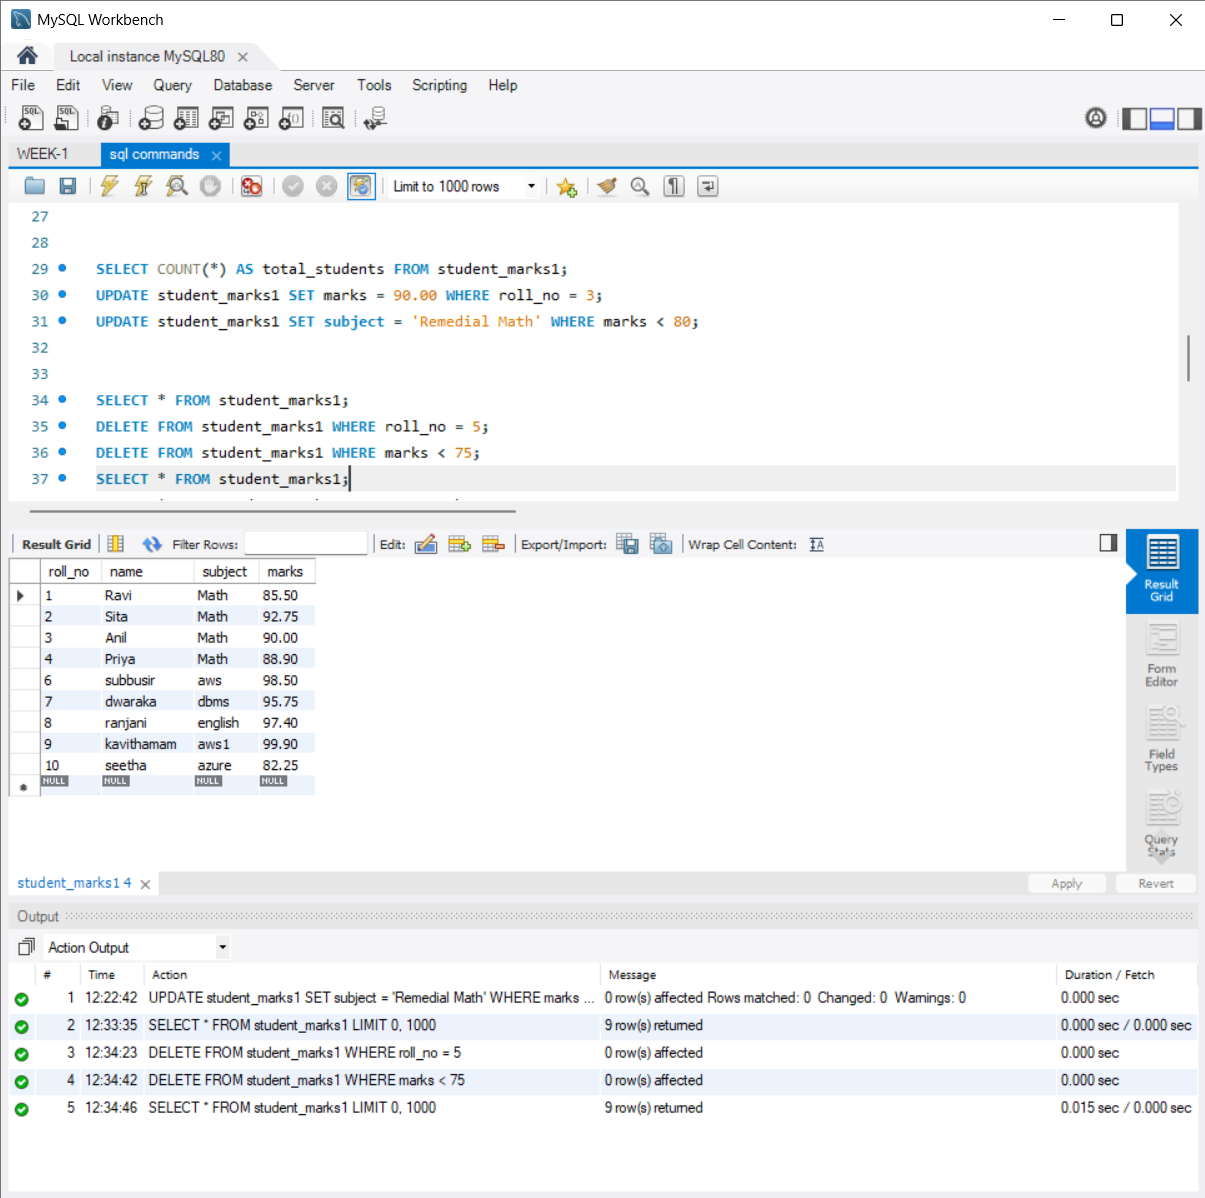 MySQL Workbench
Local instance MySQL80
File Edit View Query Database Server Tools Scripting Help
WEEK-1 sql commands
Limit to 1000 rows
27
28
29 SELECT COUNT(*) AS total_students FROM student_marks1;
30 UPDATE student_marks1 SET marks = 90.00 WHERE roll_no = 3;
31 UPDATE student_marks1 SET subject = 'Remedial Math' WHERE marks < 80;
32
33
34 SELECT * FROM student_marks1;
35 DELETE FROM student_marks1 WHERE roll_no = 5;
36 DELETE FROM student_marks1 WHERE marks < 75;
37 SELECT * FROM student_marks1;
Result Grid Filter Rows: Edit: Export/Import: Wrap Cell Content: IA
roll_no name subject marks
1 Ravi Math 85.50
2 Sita Math 92.75
3 Anil Math 90.00
4 Priya Math 88.90
6 subbusir aws 98.50
7 dwaraka dbms 95.75
8 ranjani english 97.40
9 kavithamam aws1 99.90
10 seetha azure 82.25
NULL NULL NULL NULL
Result
Grid
Form
Editor
Field
Types
Query
Stats
student_marks1 4
Apply Revert
Output
Action Output
# Time Action Message Duration / Fetch
1 12:22:42 UPDATE student_marks1 SET subject = 'Remedial Math' WHERE marks ... 0 row(s) affected Rows matched: 0 Changed: 0 Warnings: 0 0.000 sec
2 12:33:35 SELECT * FROM student_marks1 LIMIT 0, 1000 9 row(s) returned 0.000 sec / 0.000 sec
3 12:34:23 DELETE FROM student_marks1 WHERE roll_no = 5 0 row(s) affected 0.000 sec
4 12:34:42 DELETE FROM student_marks1 WHERE marks < 75 0 row(s) affected 0.000 sec
5 12:34:46 SELECT * FROM student_marks1 LIMIT 0, 1000 9 row(s) returned 0.015 sec / 0.000 sec